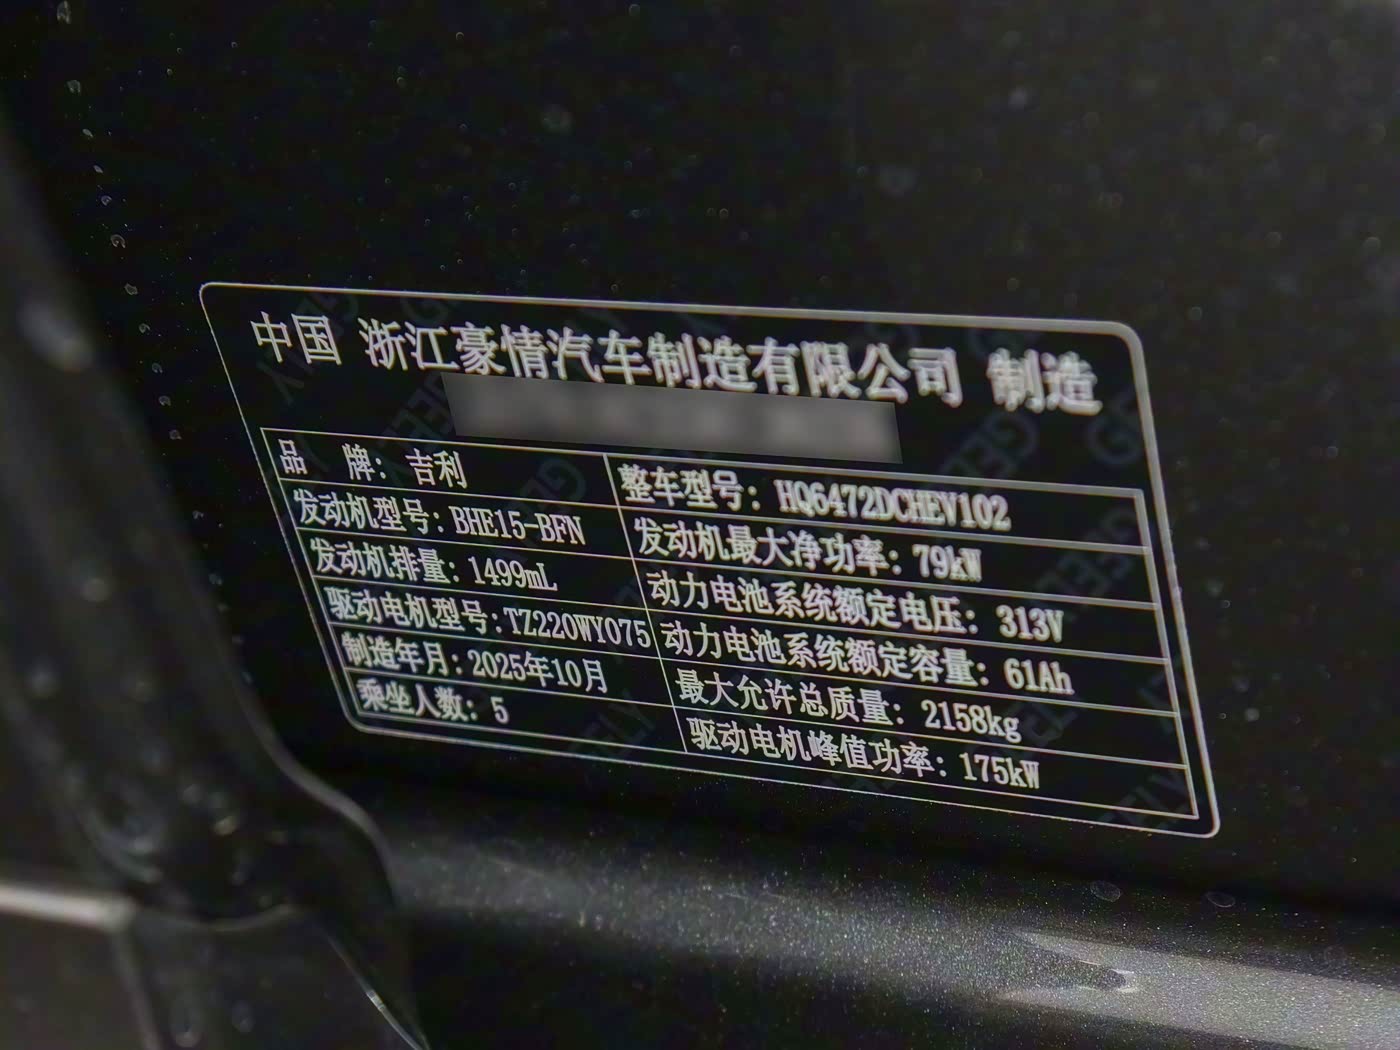 中国 浙江豪情汽车制造有限公司 制造
品 牌：吉利 整车型号：HQ6472DCHEV102
发动机型号：BHE15-BFN 发动机最大净功率：79kW
发动机排量：1499mL 动力电池系统额定电压：313V
驱动电机型号：TZ220WY075 动力电池系统额定容量：61Ah
制造年月：2025年10月 最大允许总质量：2158kg
乘坐人数：5 驱动电机峰值功率：175kW